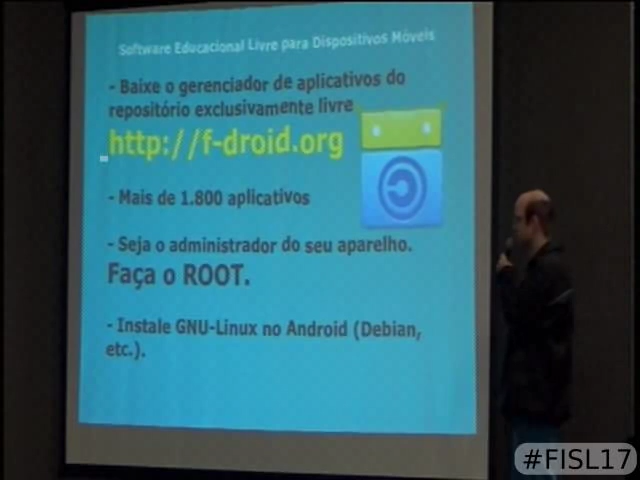 Software Educacional Livre para Dispositivos Móveis
- Baixe o gerenciador de aplicativos do
repositório exclusivamente livre
http://f-droid.org
- Mais de 1.800 aplicativos
- Seja o administrador do seu aparelho.
Faça o ROOT.
- Instale GNU-Linux no Android (Debian,
etc.).
#FISL17